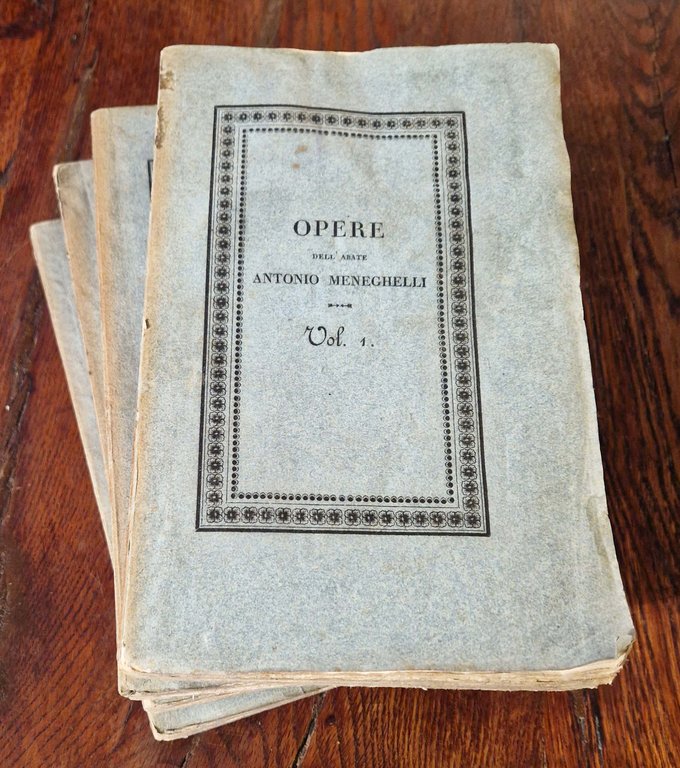 OPERE
DELL' ABATE
ANTONIO MENEGHELLI
Vol. 1.